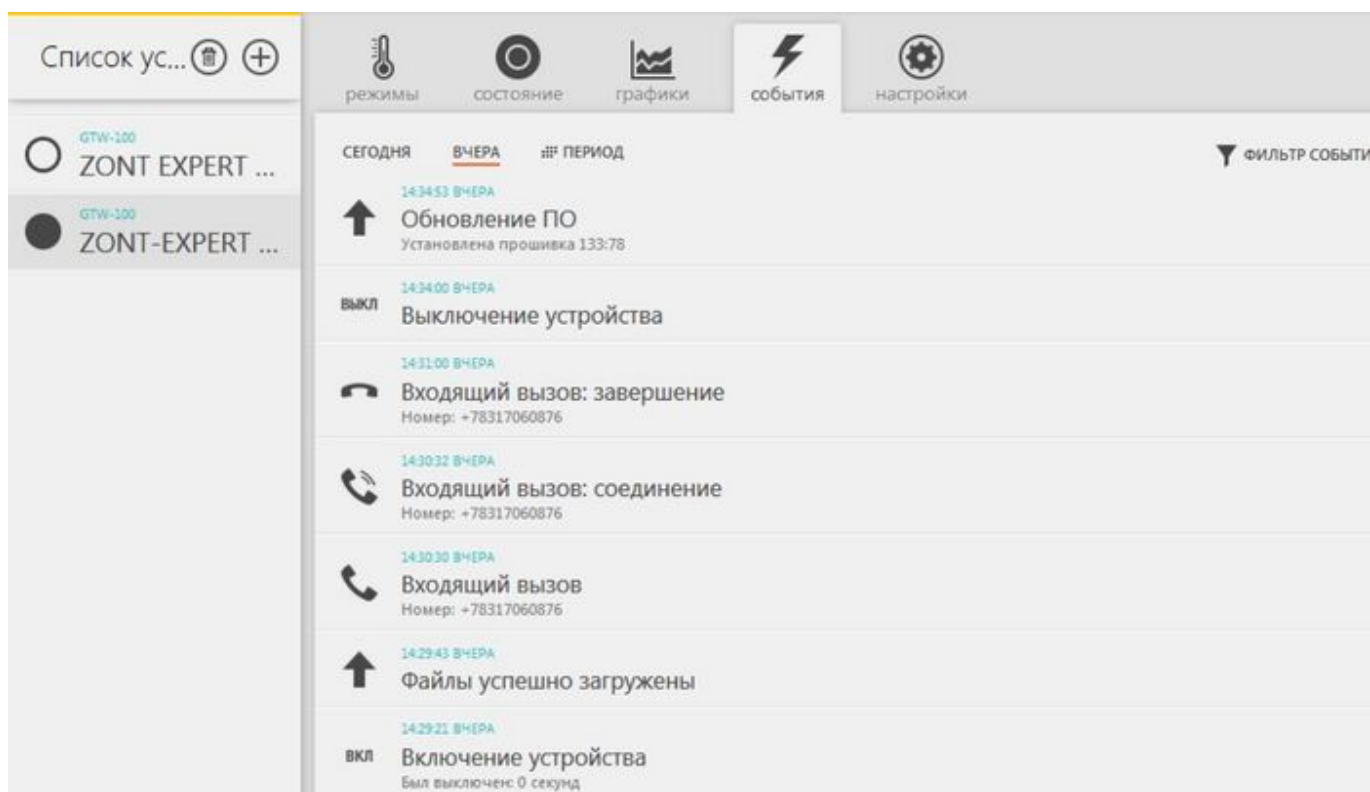 Список ус...
режимы
состояние
графики
события
настройки
GTW-100
ZONT EXPERT ...
GTW-100
ZONT-EXPERT ...
СЕГОДНЯ ВЧЕРА ПЕРИОД ФИЛЬТР СОБЫТИ
14:34:53 ВЧЕРА
Обновление ПО
Установлена прошивка 133:78
14:34:00 ВЧЕРА
ВЫКЛ
Выключение устройства
14:31:00 ВЧЕРА
Входящий вызов: завершение
Номер: +78317060876
14:30:32 ВЧЕРА
Входящий вызов: соединение
Номер: +78317060876
14:30:30 ВЧЕРА
Входящий вызов
Номер: +78317060876
14:29:43 ВЧЕРА
Файлы успешно загружены
14:29:21 ВЧЕРА
ВКЛ
Включение устройства
Был выключен: 0 секунд